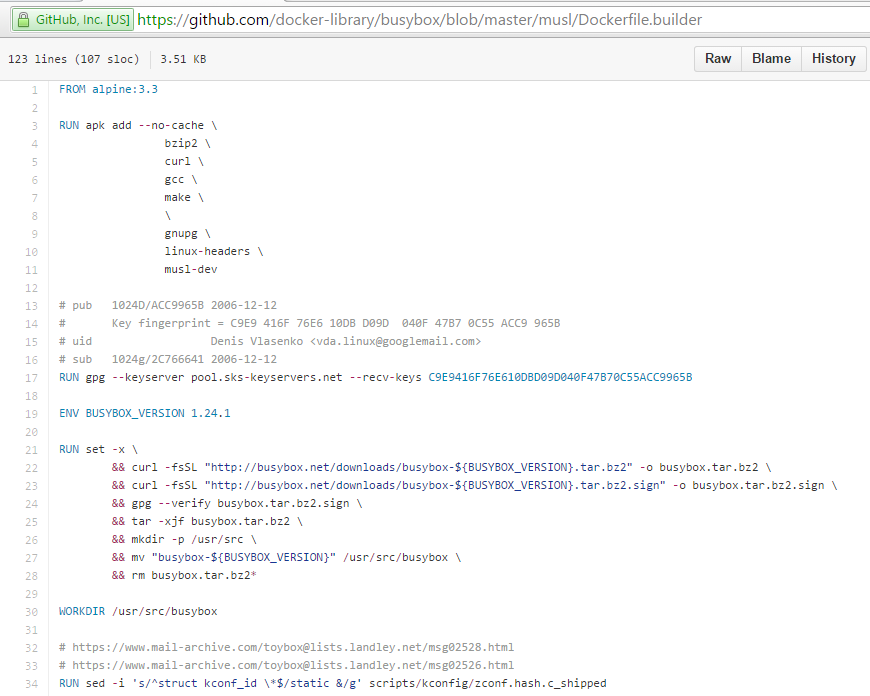 GitHub, Inc. [US] https://github.com/docker-library/busybox/blob/master/musl/Dockerfile.builder
123 lines (107 sloc) 3.51 KB Raw Blame History
1 FROM alpine:3.3
2
3 RUN apk add --no-cache \
4 bzip2 \
5 curl \
6 gcc \
7 make \
8 \
9 gnupg \
10 linux-headers \
11 musl-dev
12
13 # pub 1024D/ACC9965B 2006-12-12
14 # Key fingerprint = C9E9 416F 76E6 10DB D09D 040F 47B7 0C55 ACC9 965B
15 # uid Denis Vlasenko <vda.linux@googlemail.com>
16 # sub 1024g/2C766641 2006-12-12
17 RUN gpg --keyserver pool.sks-keyservers.net --recv-keys C9E9416F76E610DBD09D040F47B70C55ACC9965B
18
19 ENV BUSYBOX_VERSION 1.24.1
20
21 RUN set -x \
22 && curl -fsSL "http://busybox.net/downloads/busybox-${BUSYBOX_VERSION}.tar.bz2" -o busybox.tar.bz2 \
23 && curl -fsSL "http://busybox.net/downloads/busybox-${BUSYBOX_VERSION}.tar.bz2.sign" -o busybox.tar.bz2.sign \
24 && gpg --verify busybox.tar.bz2.sign \
25 && tar -xjf busybox.tar.bz2 \
26 && mkdir -p /usr/src \
27 && mv "busybox-${BUSYBOX_VERSION}" /usr/src/busybox \
28 && rm busybox.tar.bz2*
29
30 WORKDIR /usr/src/busybox
31
32 # https://www.mail-archive.com/toybox@lists.landley.net/msg02528.html
33 # https://www.mail-archive.com/toybox@lists.landley.net/msg02526.html
34 RUN sed -i 's/^struct kconf_id \*$/static &/g' scripts/kconfig/zconf.hash.c_shipped